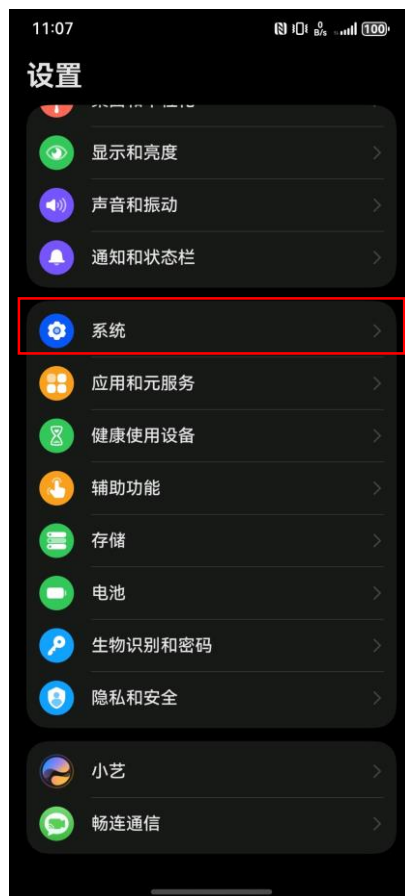 11:07
0 B/s 100
设置
显示和亮度
声音和振动
通知和状态栏
系统
应用和元服务
健康使用设备
辅助功能
存储
电池
生物识别和密码
隐私和安全
小艺
畅连通信